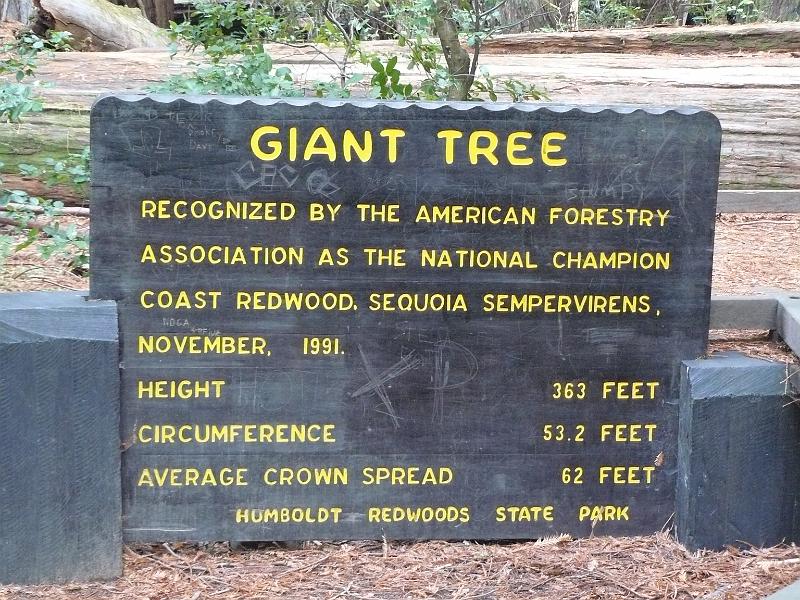 GIANT TREE
RECOGNIZED BY THE AMERICAN FORESTRY
ASSOCIATION AS THE NATIONAL CHAMPION
COAST REDWOOD, SEQUOIA SEMPERVIRENS,
NOVEMBER, 1991.
HEIGHT 363 FEET
CIRCUMFERENCE 53.2 FEET
AVERAGE CROWN SPREAD 62 FEET
HUMBOLDT REDWOODS STATE PARK